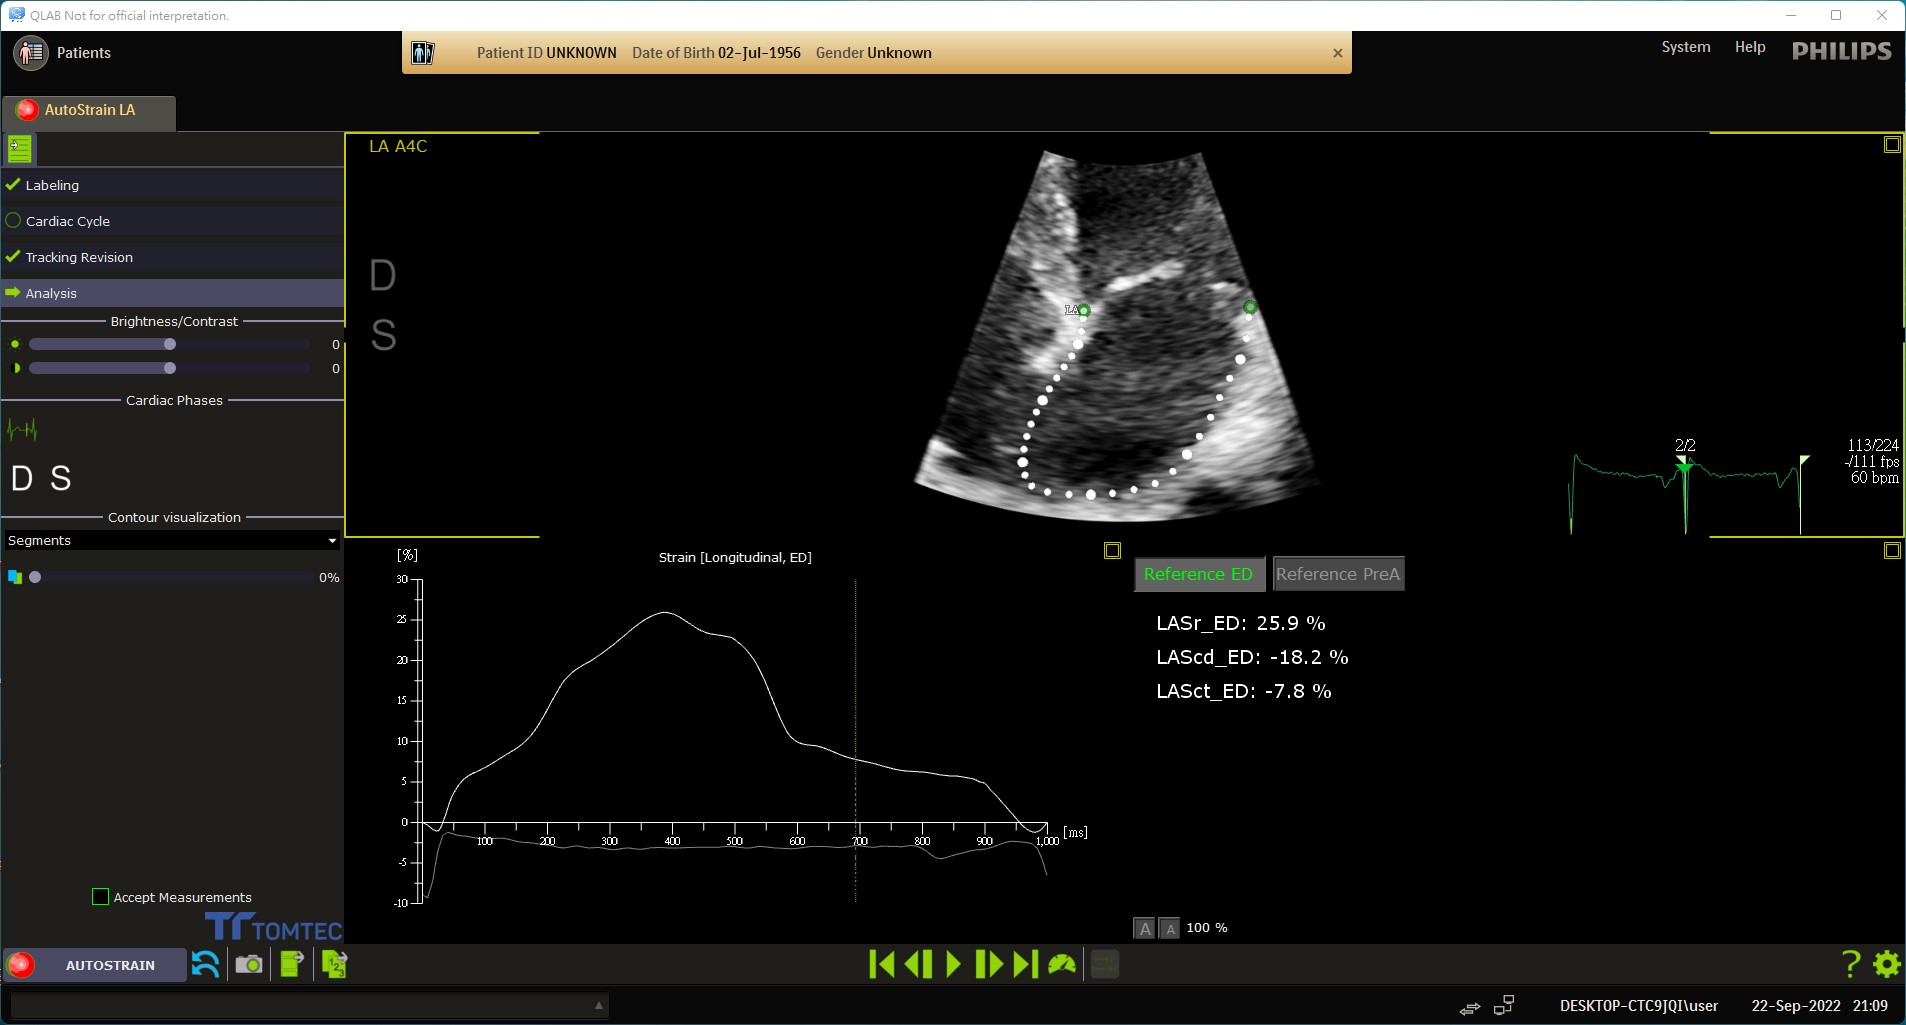 QLAB Not for official interpretation.
Patients
Patient ID UNKNOWN Date of Birth 02-Jul-1956 Gender Unknown ×
System Help PHILIPS
AutoStrain LA
Labeling
Cardiac Cycle
Tracking Revision
Analysis
Brightness/Contrast
0
0
Cardiac Phases
D S
Contour visualization
Segments
0%
Accept Measurements
TOMTEC
LA A4C
D
S
LA
2/2
113/224
-/111 fps
60 bpm
[%] Strain [Longitudinal, ED]
30
25
20
15
10
5
0
-5
-10
100 200 300 400 500 600 700 800 900 1,000 [ms]
Reference ED Reference PreA
LASr_ED: 25.9 %
LAScd_ED: -18.2 %
LASct_ED: -7.8 %
A A 100 %
AUTOSTRAIN
123
?
DESKTOP-CTC9JQI\user 22-Sep-2022 21:09